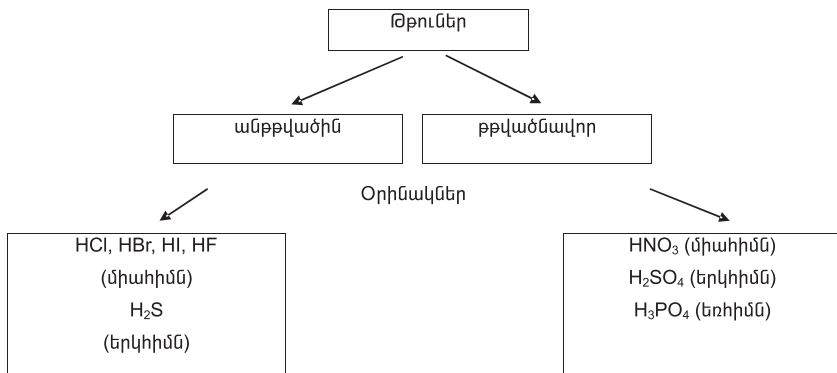 Թթուներ
անթթվածին
թթվածնավոր
Օրինակներ
HCl, HBr, HI, HF
(միահիմն)
H₂S
(երկհիմն)
HNO₃ (միահիմն)
H₂SO₄ (երկհիմն)
H₃PO₄ (եռհիմն)